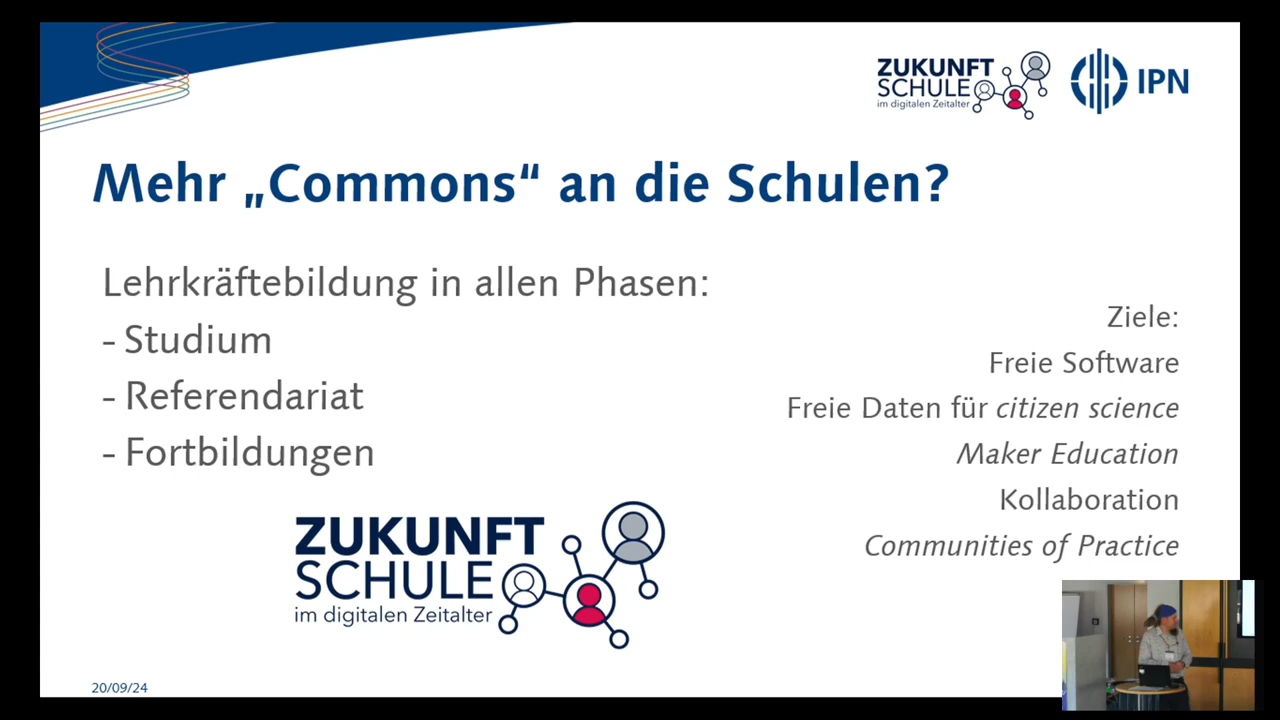 ZUKUNFT
SCHULE
im digitalen Zeitalter
IPN
Mehr „Commons“ an die Schulen?
Lehrkräftebildung in allen Phasen:
- Studium
- Referendariat
- Fortbildungen
Ziele:
Freie Software
Freie Daten für citizen science
Maker Education
Kollaboration
Communities of Practice
ZUKUNFT
SCHULE
im digitalen Zeitalter
20/09/24